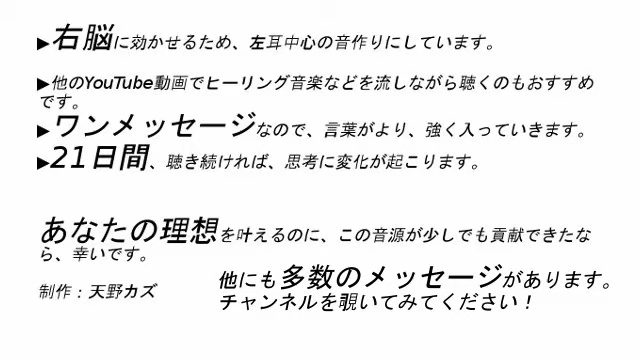 ▶右脳に効かせるため、左耳中心の音作りにしています。
▶他のYouTube動画でヒーリング音楽などを流しながら聴くのもおすすめ
です。
▶ワンメッセージなので、言葉がより、強く入っていきます。
▶21日間、聴き続ければ、思考に変化が起こります。
あなたの理想を叶えるのに、この音源が少しでも貢献できたな
ら、幸いです。
他にも多数のメッセージがあります。
制作：天野カズ
チャンネルを覗いてみてください！